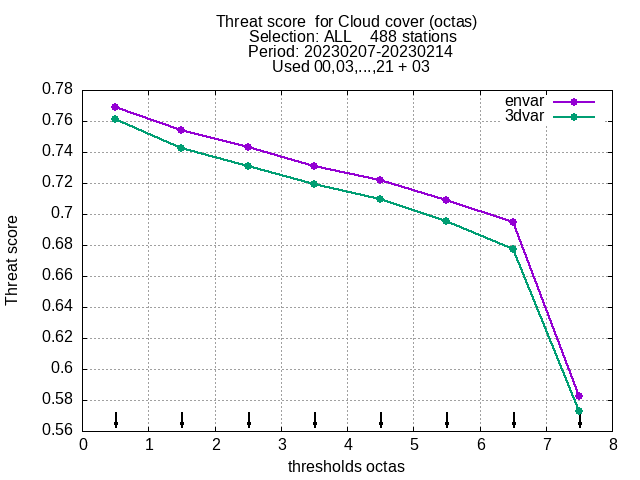 Threat score  for Cloud cover (octas)
Selection: ALL    488 stations
Period: 20230207-20230214
Used 00,03,...,21 + 03
envar
3dvar
0.78
0.76
0.74
0.72
0.7
0.68
0.66
0.64
0.62
0.6
0.58
0.56
Threat score
0 1 2 3 4 5 6 7 8
thresholds octas